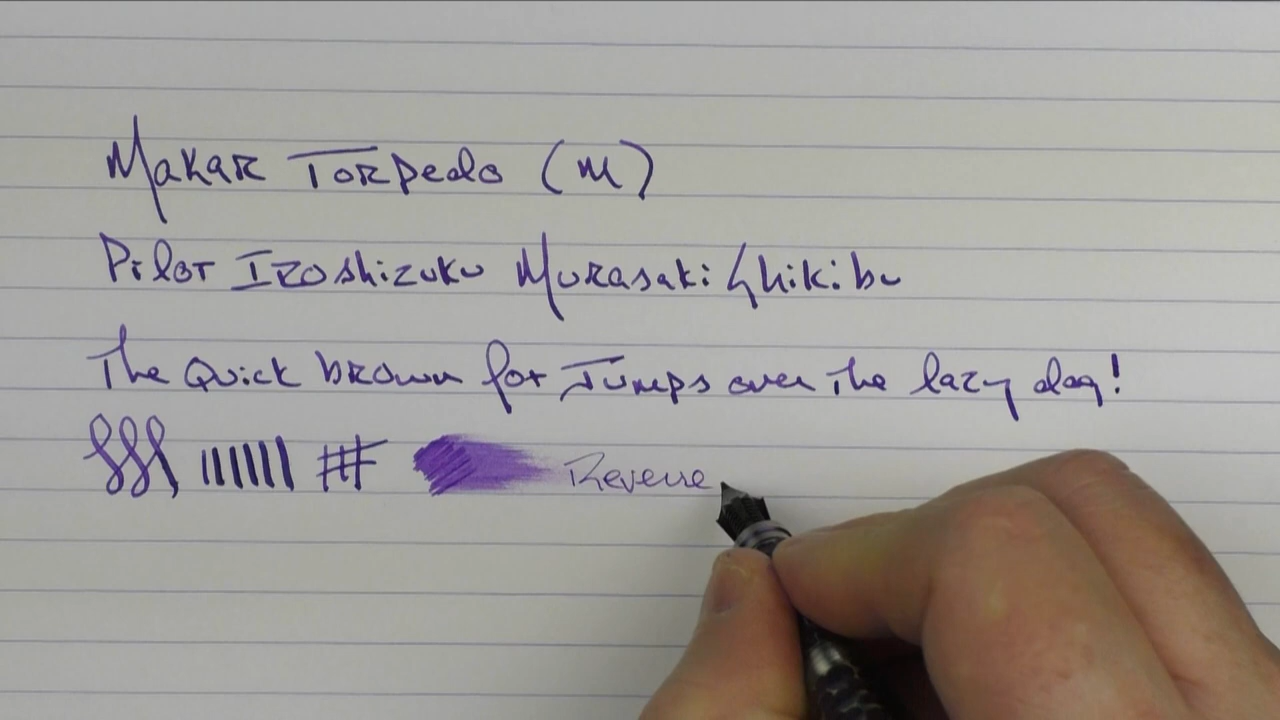 Makar Torpedo (M)
Pilot Iroshizuku Murasaki Shikibu
The Quick brown fox Jumps over the lazy dog!
Reverse